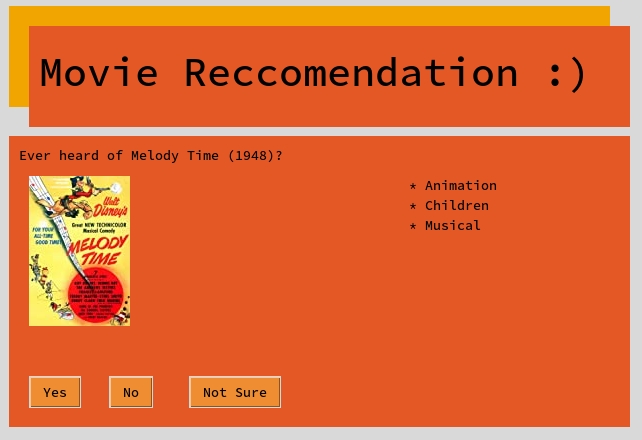 Movie Reccomendation :)
Ever heard of Melody Time (1948)?
* Animation
* Children
* Musical
Walt
Disney's
Great NEW TECHNICOLOR
Musical Comedy
FOR YOUR
ALL-TIME
GOOD TIME!
MELODY
TIME
Yes
No
Not Sure